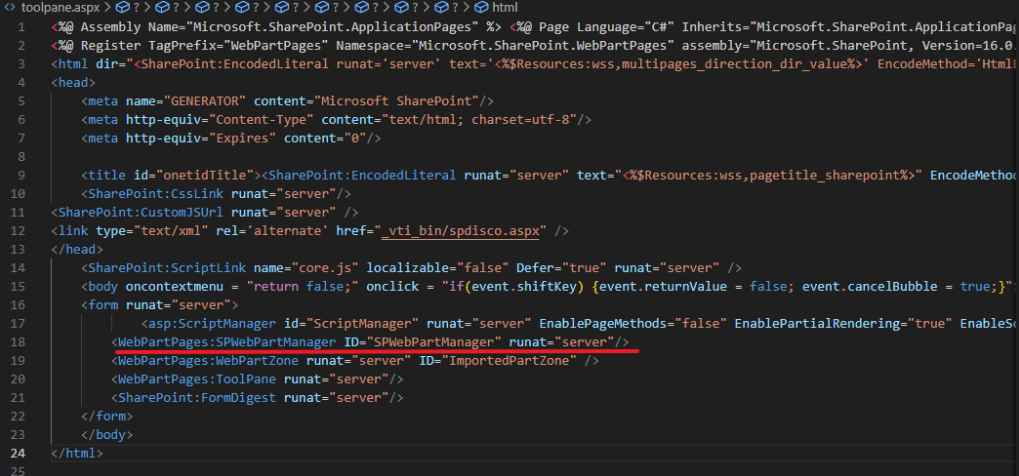 toolpane.aspx > ? > ? > ? > ? > ? > ? > ? > ? > ? > html
1 <%@ Assembly Name="Microsoft.SharePoint.ApplicationPages" %> <%@ Page Language="C#" Inherits="Microsoft.SharePoint.ApplicationPag
2 <%@ Register TagPrefix="WebPartPages" Namespace="Microsoft.SharePoint.WebPartPages" assembly="Microsoft.SharePoint, Version=16.0
3 <html dir="<SharePoint:EncodedLiteral runat='server' text='<%$Resources:wss,multipages_direction_dir_value%>' EncodeMethod='Html
4 <head>
5 <meta name="GENERATOR" content="Microsoft SharePoint"/>
6 <meta http-equiv="Content-Type" content="text/html; charset=utf-8"/>
7 <meta http-equiv="Expires" content="0"/>
8
9 <title id="onetidTitle"><SharePoint:EncodedLiteral runat="server" text="<%$Resources:wss,pagetitle_sharepoint%>" EncodeMetho
10 <SharePoint:CssLink runat="server"/>
11 <SharePoint:CustomJSUrl runat="server" />
12 <link type="text/xml" rel='alternate' href="_vti_bin/spdisco.aspx" />
13 </head>
14 <SharePoint:ScriptLink name="core.js" localizable="false" Defer="true" runat="server" />
15 <body oncontextmenu = "return false;" onclick = "if(event.shiftKey) {event.returnValue = false; event.cancelBubble = true;}"
16 <form runat="server">
17 <asp:ScriptManager id="ScriptManager" runat="server" EnablePageMethods="false" EnablePartialRendering="true" EnableSc
18 <WebPartPages:SPWebPartManager ID="SPWebPartManager" runat="server"/>
19 <WebPartPages:WebPartZone runat="server" ID="ImportedPartZone" />
20 <WebPartPages:ToolPane runat="server"/>
21 <SharePoint:FormDigest runat="server"/>
22 </form>
23 </body>
24 </html>
25